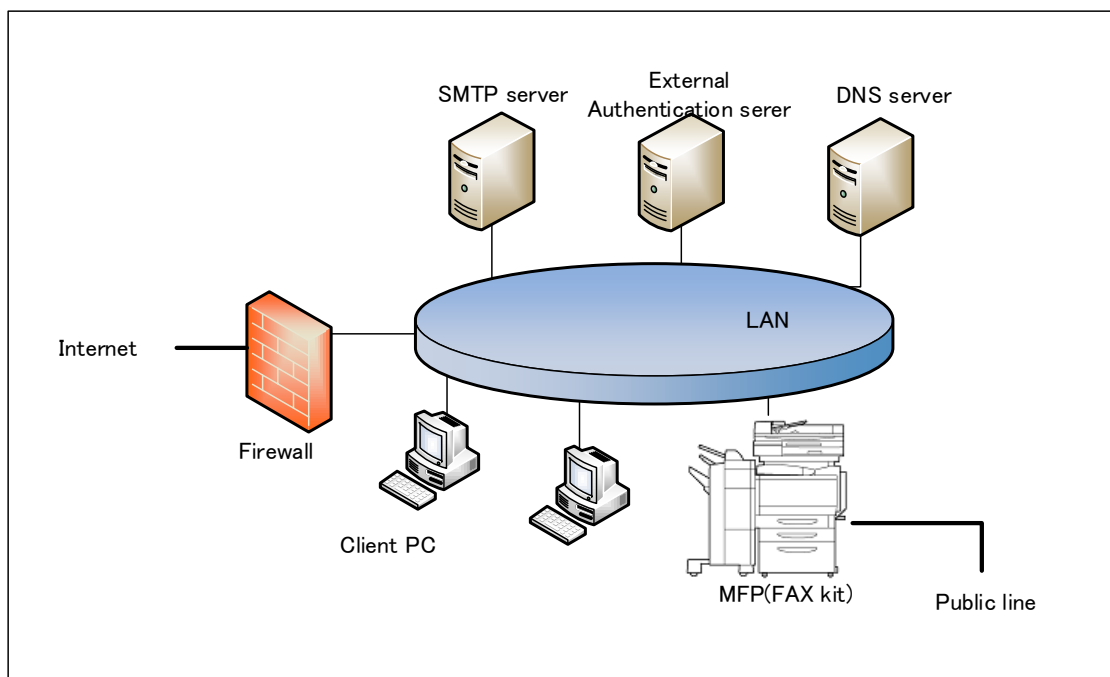 SMTP server
External
Authentication serer
DNS server
LAN
Internet
Firewall
Client PC
MFP(FAX kit)
Public line